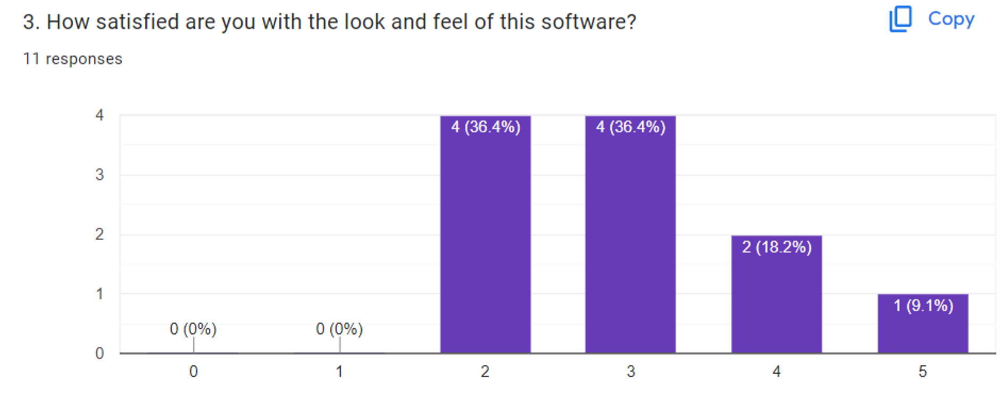 3. How satisfied are you with the look and feel of this software?
Copy
11 responses
4
3
2
1
0
0 (0%)
0 (0%)
4 (36.4%)
4 (36.4%)
2 (18.2%)
1 (9.1%)
0 1 2 3 4 5